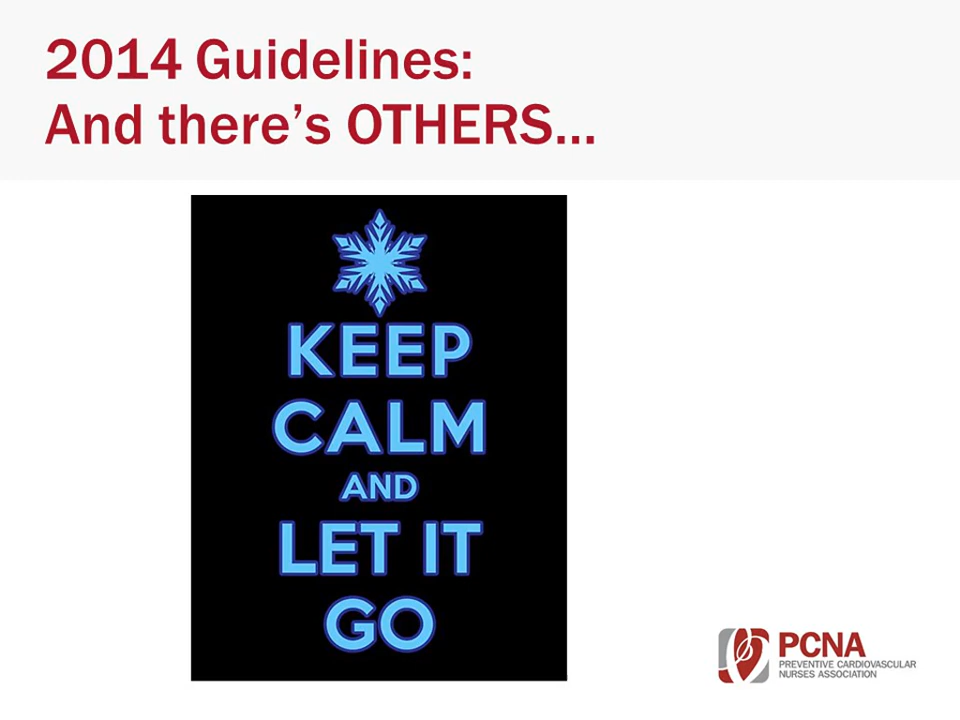 2014 Guidelines:
And there’s OTHERS…
KEEP
CALM
AND
LET IT
GO
PCNA
PREVENTIVE CARDIOVASCULAR
NURSES ASSOCIATION